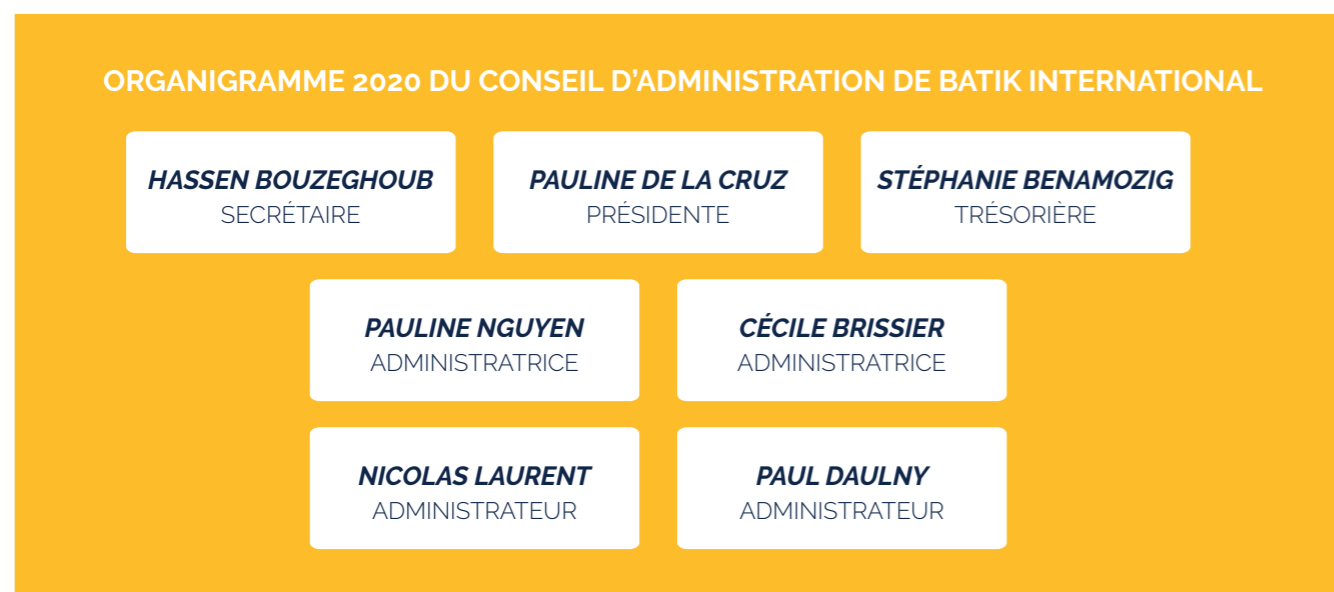 ORGANIGRAMME 2020 DU CONSEIL D’ADMINISTRATION DE BATIK INTERNATIONAL
HASSEN BOUZEGHOUB
SECRÉTAIRE
PAULINE DE LA CRUZ
PRÉSIDENTE
STÉPHANIE BENAMOZIG
TRÉSORIÈRE
PAULINE NGUYEN
ADMINISTRATRICE
CÉCILE BRISSIER
ADMINISTRATRICE
NICOLAS LAURENT
ADMINISTRATEUR
PAUL DAULNY
ADMINISTRATEUR